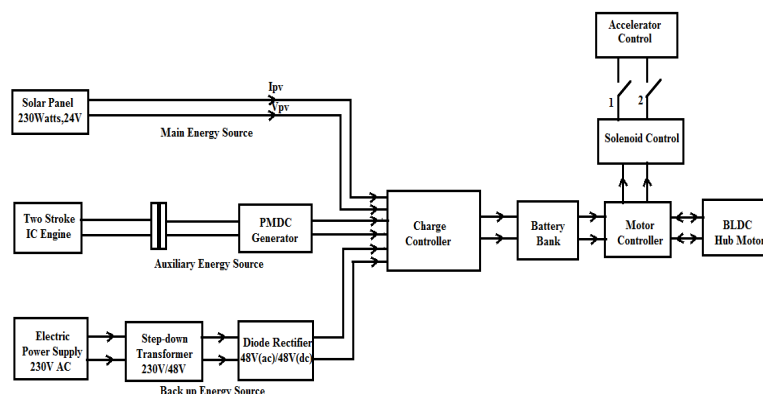 Accelerator
Control
1
2
Solenoid Control
Ipv
Vpv
Solar Panel
230Watts,24V
Main Energy Source
Two Stroke
IC Engine
PMDC
Generator
Auxiliary Energy Source
Charge
Controller
Battery
Bank
Motor
Controller
BLDC
Hub Motor
Electric
Power Supply
230V AC
Step-down
Transformer
230V/48V
Diode Rectifier
48V(ac)/48V(dc)
Back up Energy Source